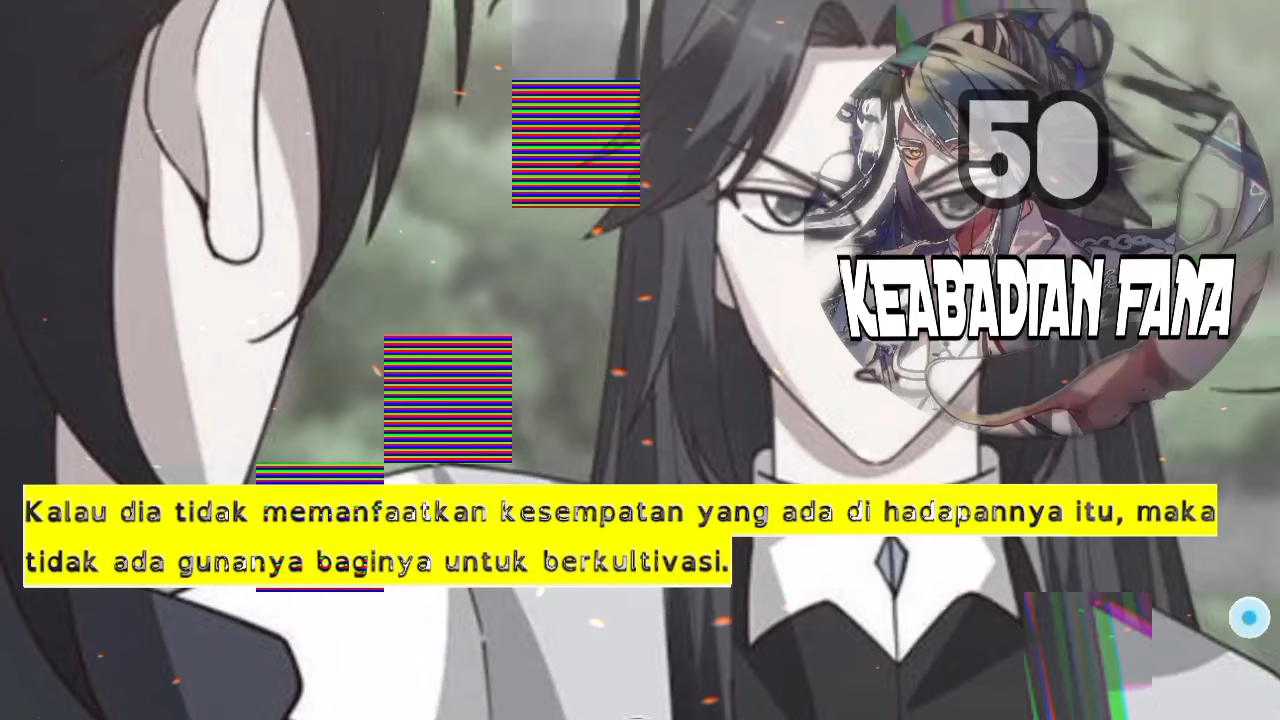 50
KEABADIAN FANA
Kalau dia tidak memanfaatkan kesempatan yang ada di hadapannya itu, maka
tidak ada gunanya baginya untuk berkultivasi.